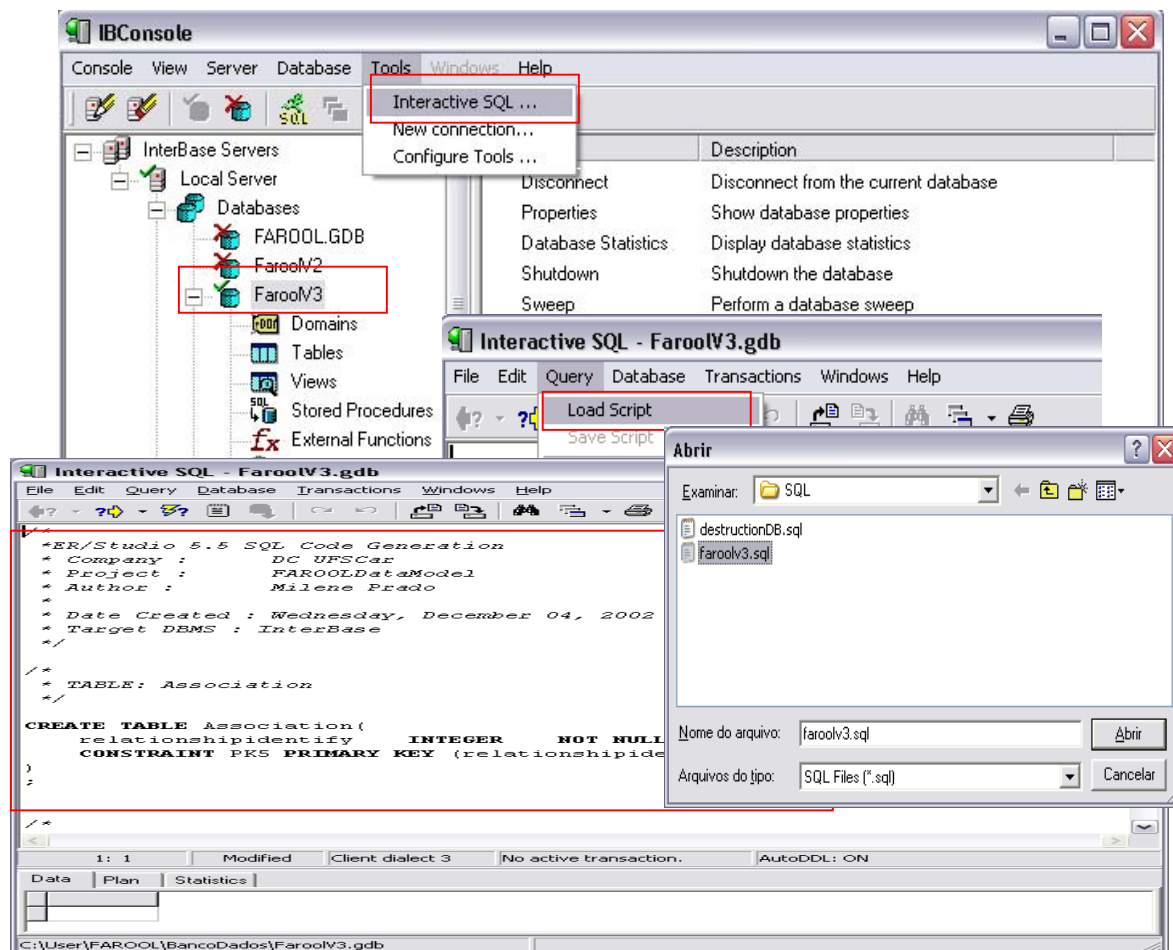 IBConsole
Console View Server Database Tools Windows Help
SQL
Interactive SQL ...
New connection...
Configure Tools ...
InterBase Servers
Local Server
Databases
FAROOL.GDB
FaroolV2
FaroolV3
Domains
Tables
Views
Stored Procedures
External Functions
Description
Disconnect Disconnect from the current database
Properties Show database properties
Database Statistics Display database statistics
Shutdown Shutdown the database
Sweep Perform a database sweep
Interactive SQL - FaroolV3.gdb
File Edit Query Database Transactions Windows Help
Load Script
Save Script
Abrir
Examinar: SQL
destructionDB.sql
faroolv3.sql
Nome do arquivo: faroolv3.sql Abrir
Arquivos do tipo: SQL Files (*.sql) Cancelar
Interactive SQL - FaroolV3.gdb
File Edit Query Database Transactions Windows Help
/*
*ER/Studio 5.5 SQL Code Generation
* Company : DC UFSCar
* Project : FAROOLDataModel
* Author : Milene Prado
*
* Date Created : Wednesday, December 04, 2002
* Target DBMS : InterBase
*/
/*
* TABLE: Association
*/
CREATE TABLE Association(
relationshipidentify INTEGER NOT NULL
CONSTRAINT PK5 PRIMARY KEY (relationshipide
)
;
/*
1: 1 Modified Client dialect 3 No active transaction. AutoDDL: ON
Data Plan Statistics
C:\User\FAROOL\BancoDados\FaroolV3.gdb